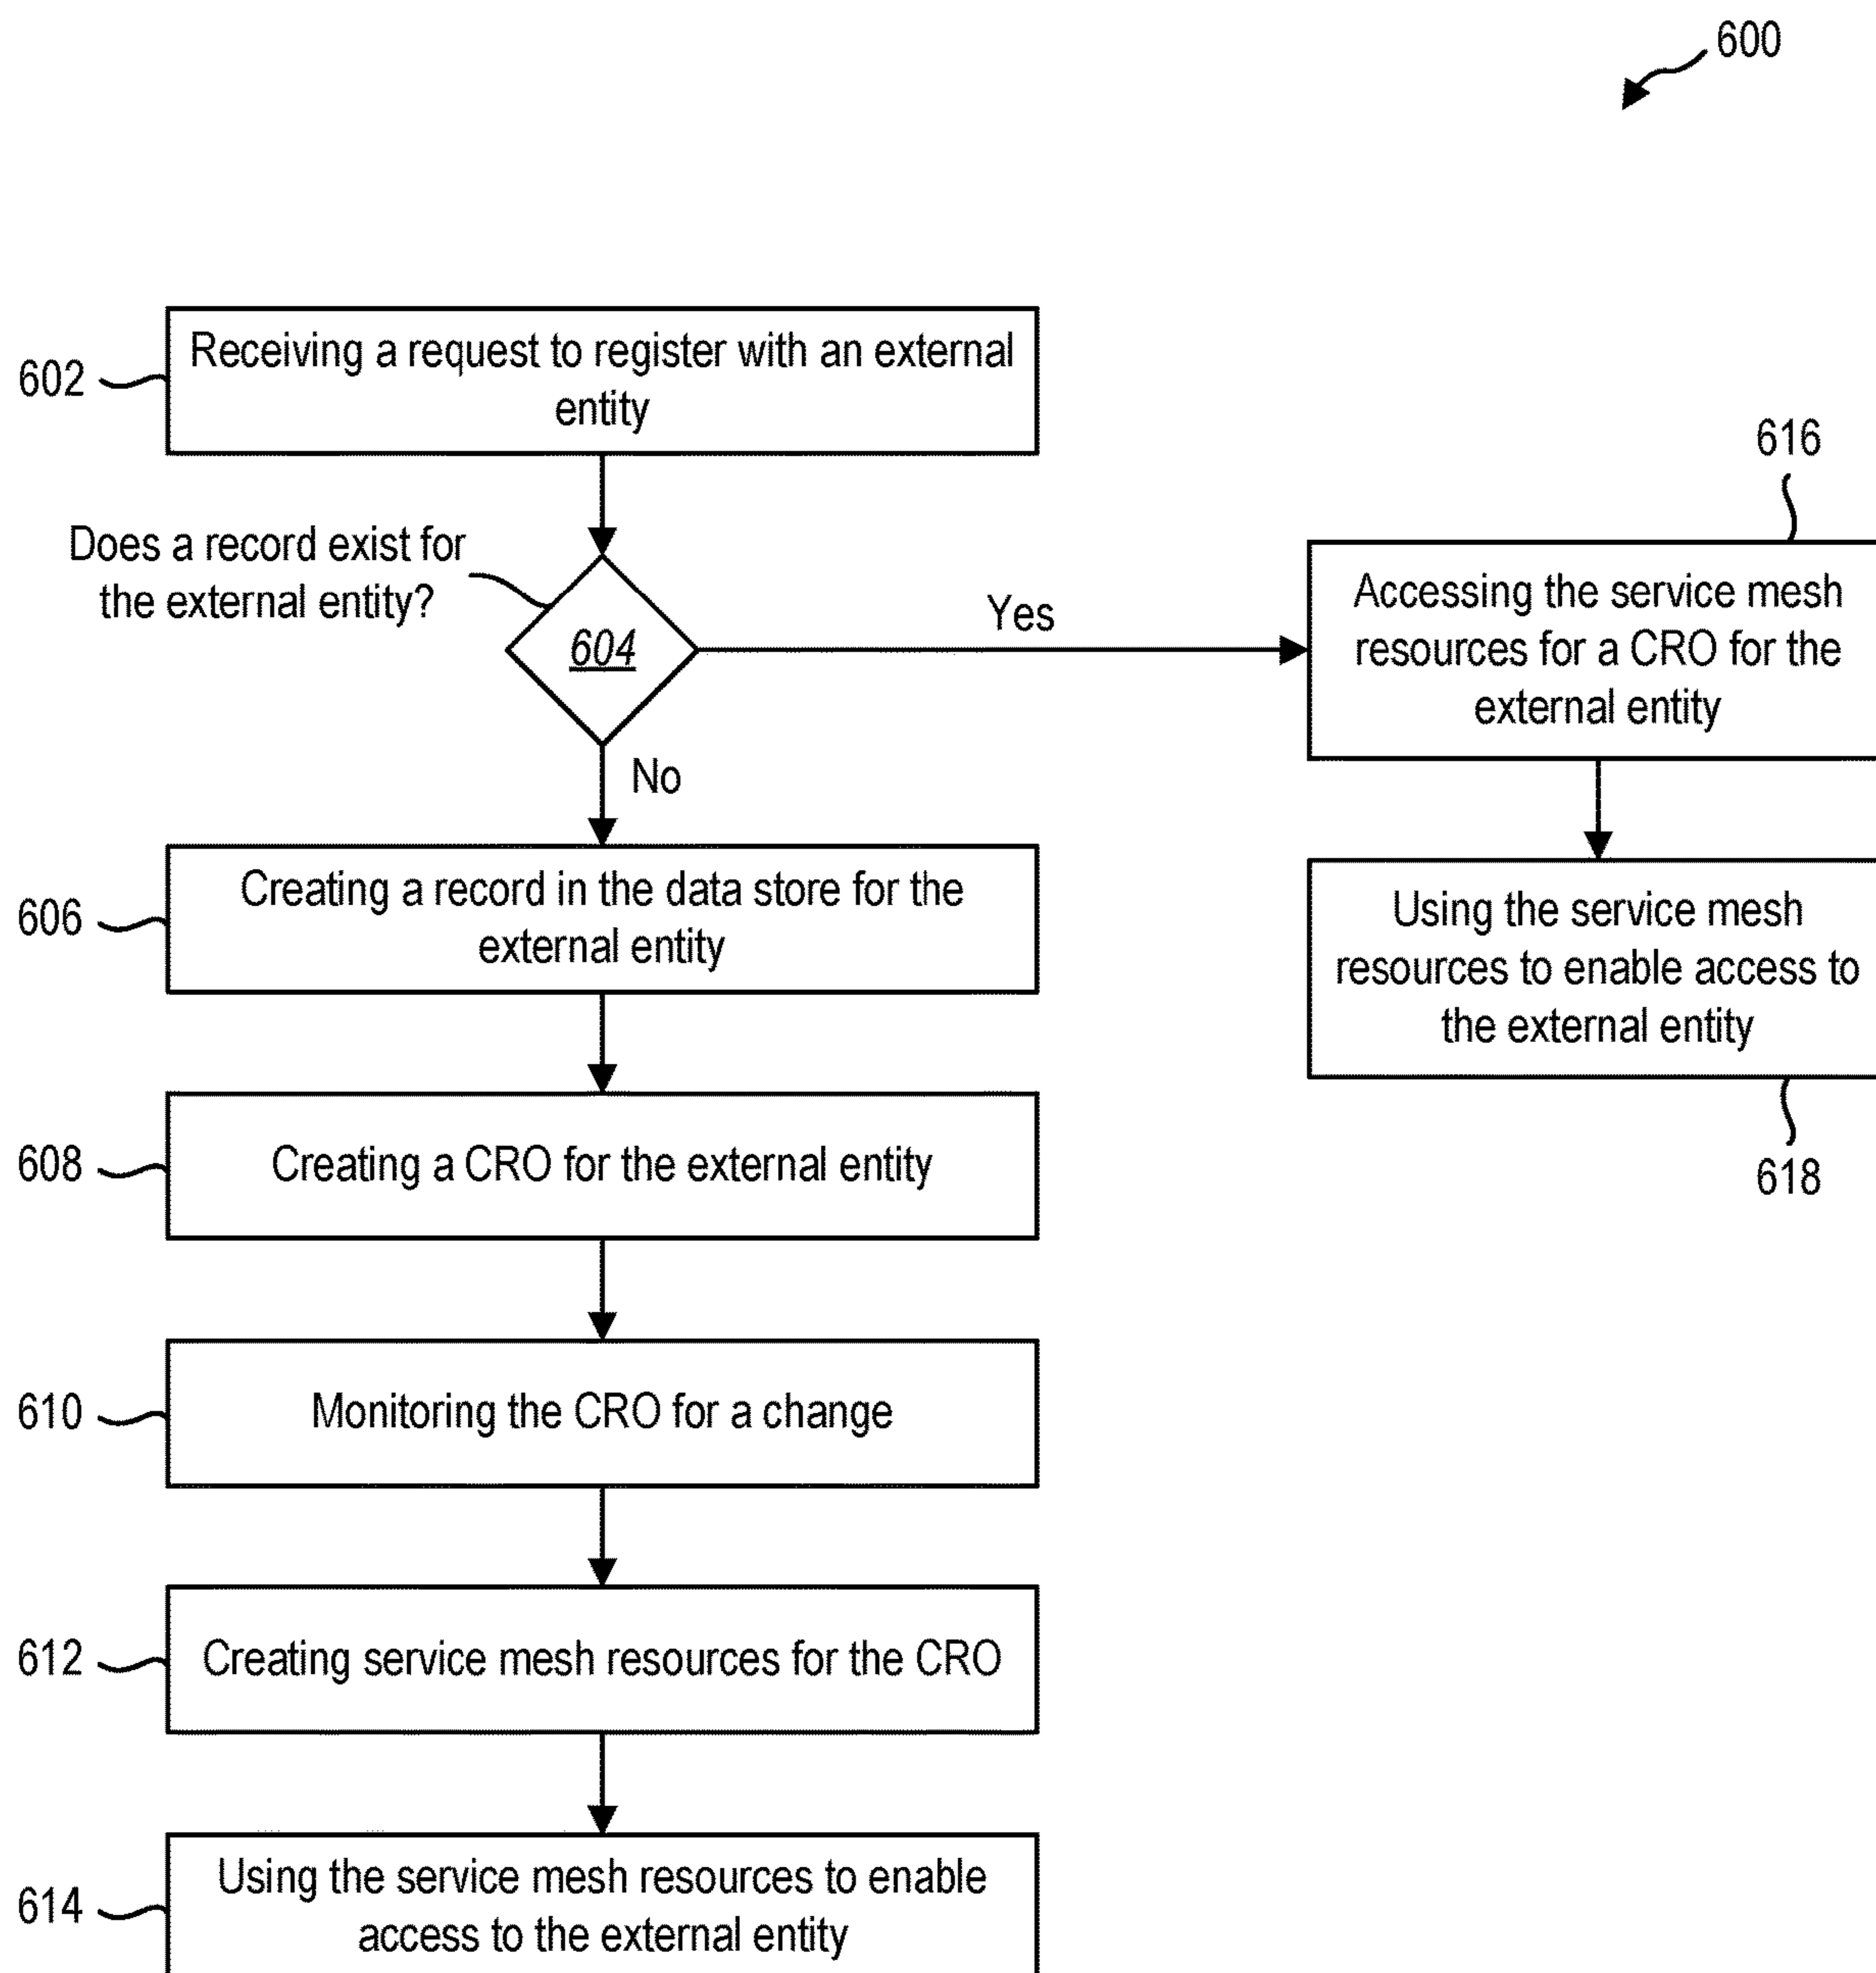 600
602
Receiving a request to register with an external
entity
Does a record exist for
the external entity?
604
Yes
No
616
Accessing the service mesh
resources for a CRO for the
external entity
606
Creating a record in the data store for the
external entity
Using the service mesh
resources to enable access to
the external entity
618
608
Creating a CRO for the external entity
610
Monitoring the CRO for a change
612
Creating service mesh resources for the CRO
614
Using the service mesh resources to enable
access to the external entity